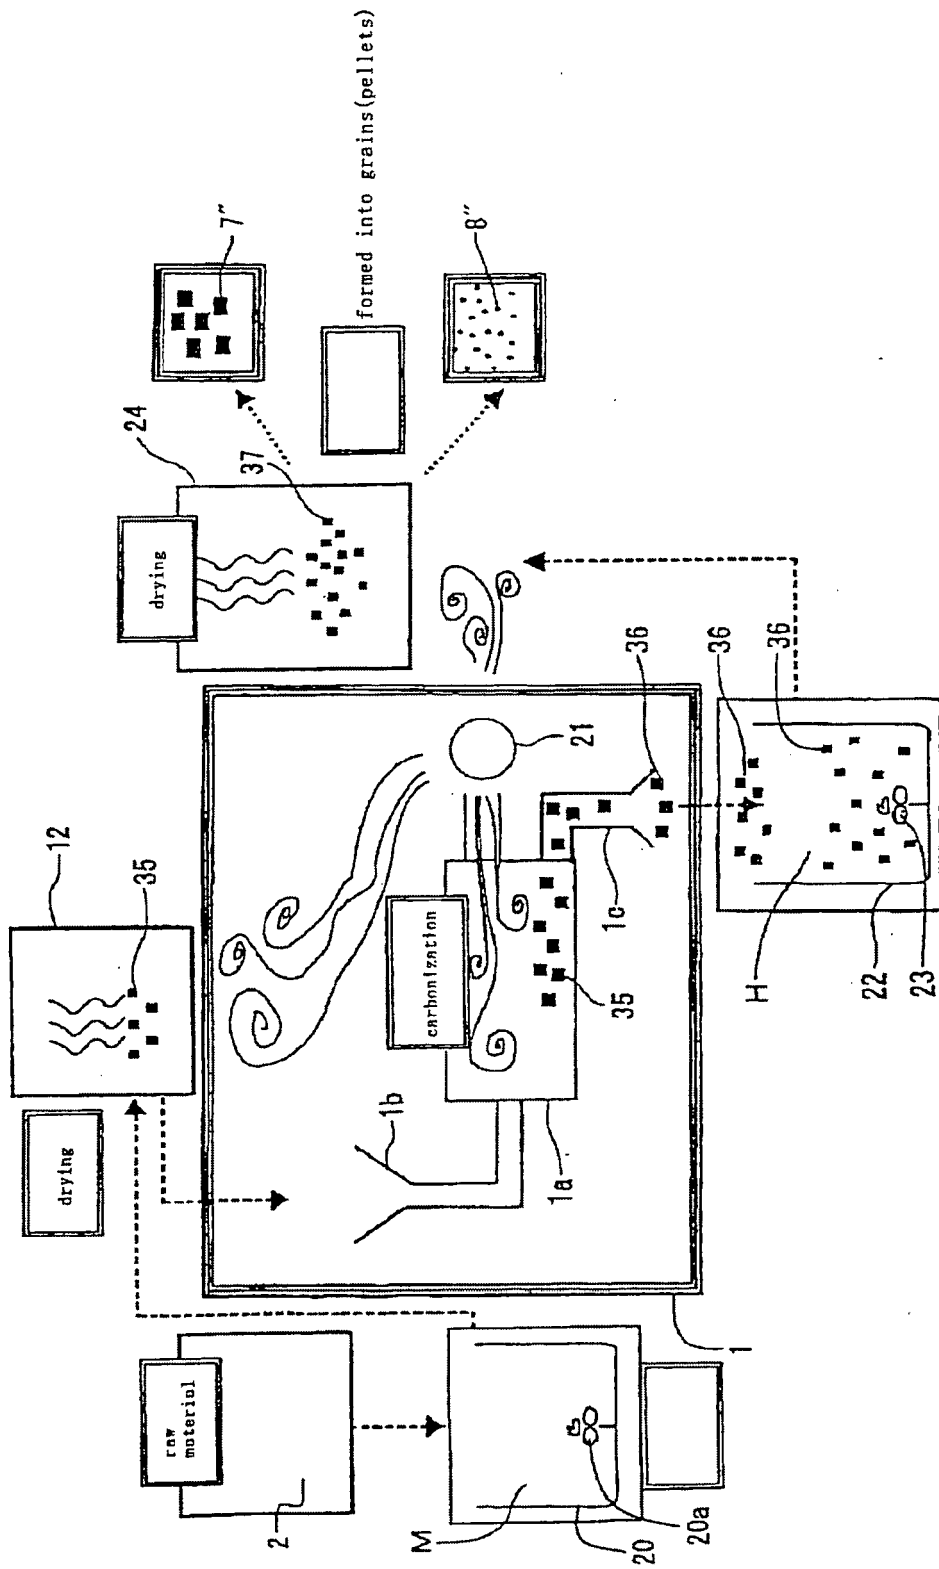 drying
12
35
raw
material
2
drying
24
37
7″
formed into grains(pellets)
8″
1b
carbonization
21
1a
35
1c
36
M
20
20a
1
H
22
23
36
36